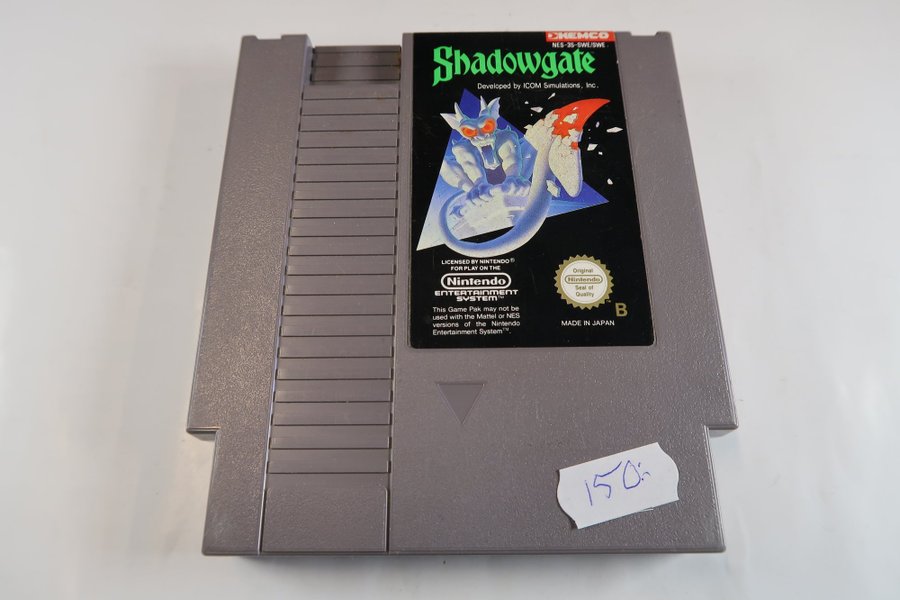 KEMCO
NES-35-SWE/SWE
Shadowgate
Developed by ICOM Simulations, Inc.
LICENSED BY NINTENDO®
FOR PLAY ON THE
Nintendo
ENTERTAINMENT
SYSTEM™
This Game Pak may not be
used with the Mattel or NES
versions of the Nintendo
Entertainment System™.
Original
Nintendo
Seal of
Quality
B
MADE IN JAPAN
150:-